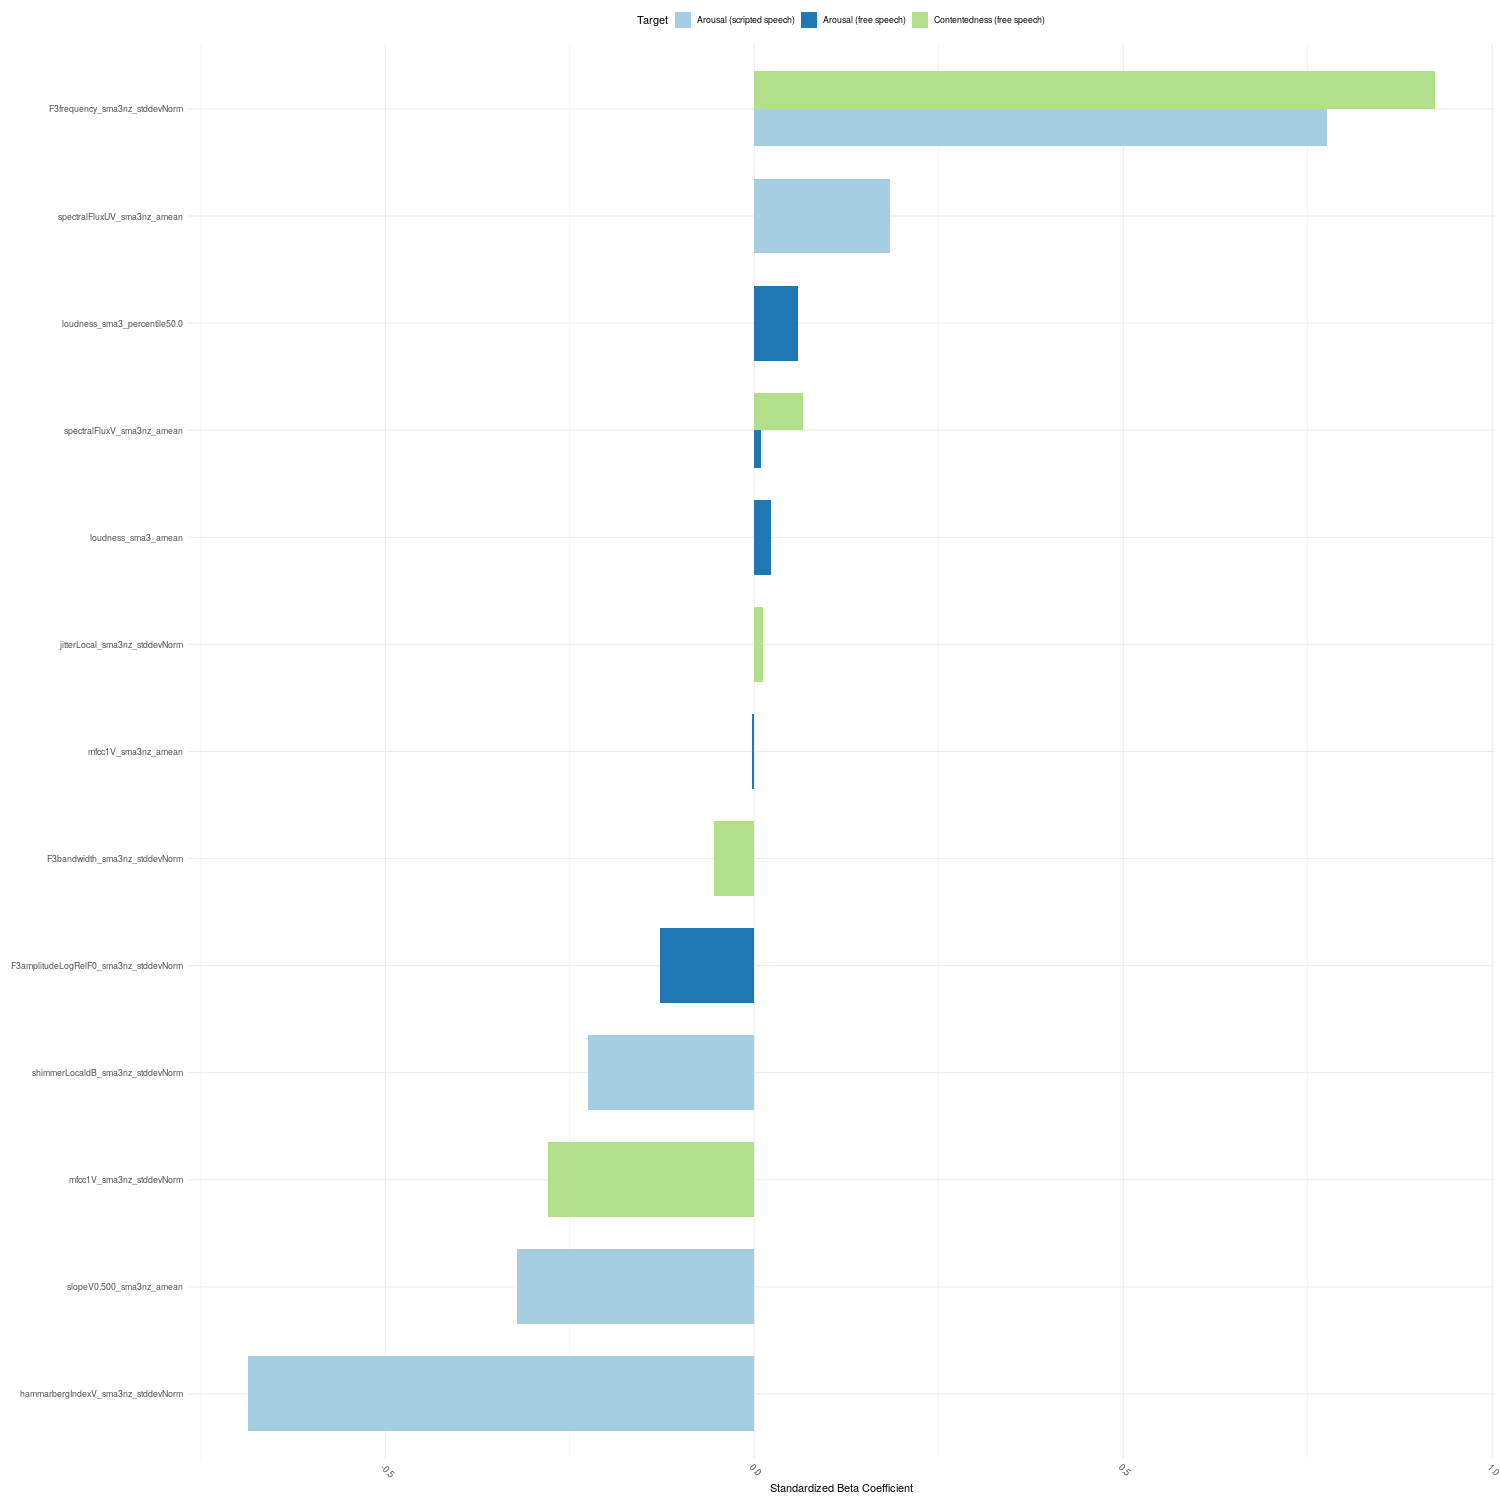 Target Arousal (scripted speech) Arousal (free speech) Contentedness (free speech)
F3frequency_sma3nz_stddevNorm
spectralFluxUV_sma3nz_amean
loudness_sma3_percentile50.0
spectralFluxV_sma3nz_amean
loudness_sma3_amean
jitterLocal_sma3nz_stddevNorm
mfcc1V_sma3nz_amean
F3bandwidth_sma3nz_stddevNorm
F3amplitudeLogRelF0_sma3nz_stddevNorm
shimmerLocaldB_sma3nz_stddevNorm
mfcc1V_sma3nz_stddevNorm
slopeV0.500_sma3nz_amean
hammarbergIndexV_sma3nz_stddevNorm
-0.5 0.0 0.5 1.0
Standardized Beta Coefficient